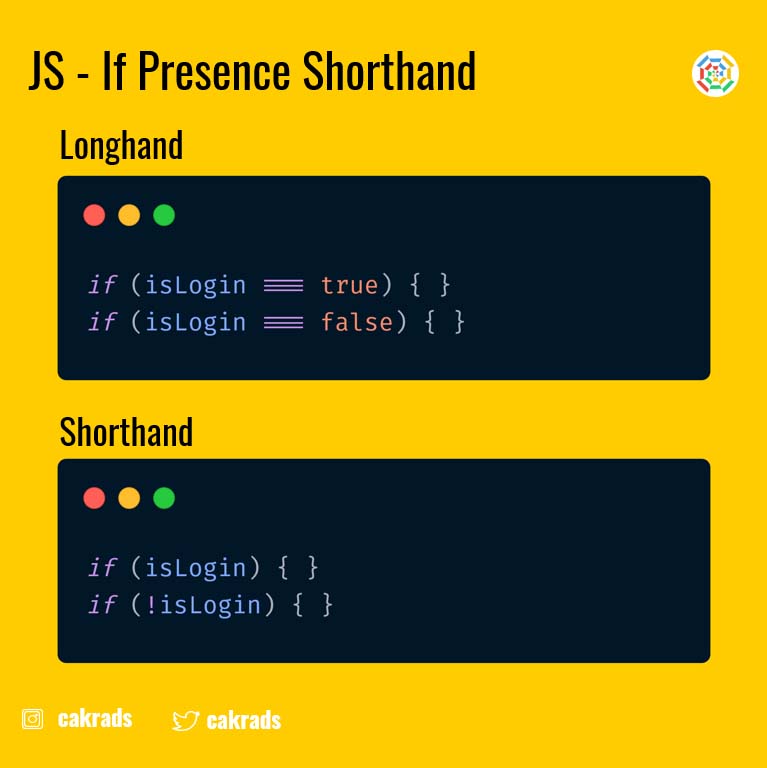 JS - If Presence Shorthand
Longhand
if (isLogin === true) { }
if (isLogin === false) { }
Shorthand
if (isLogin) { }
if (!isLogin) { }
cakrads cakrads